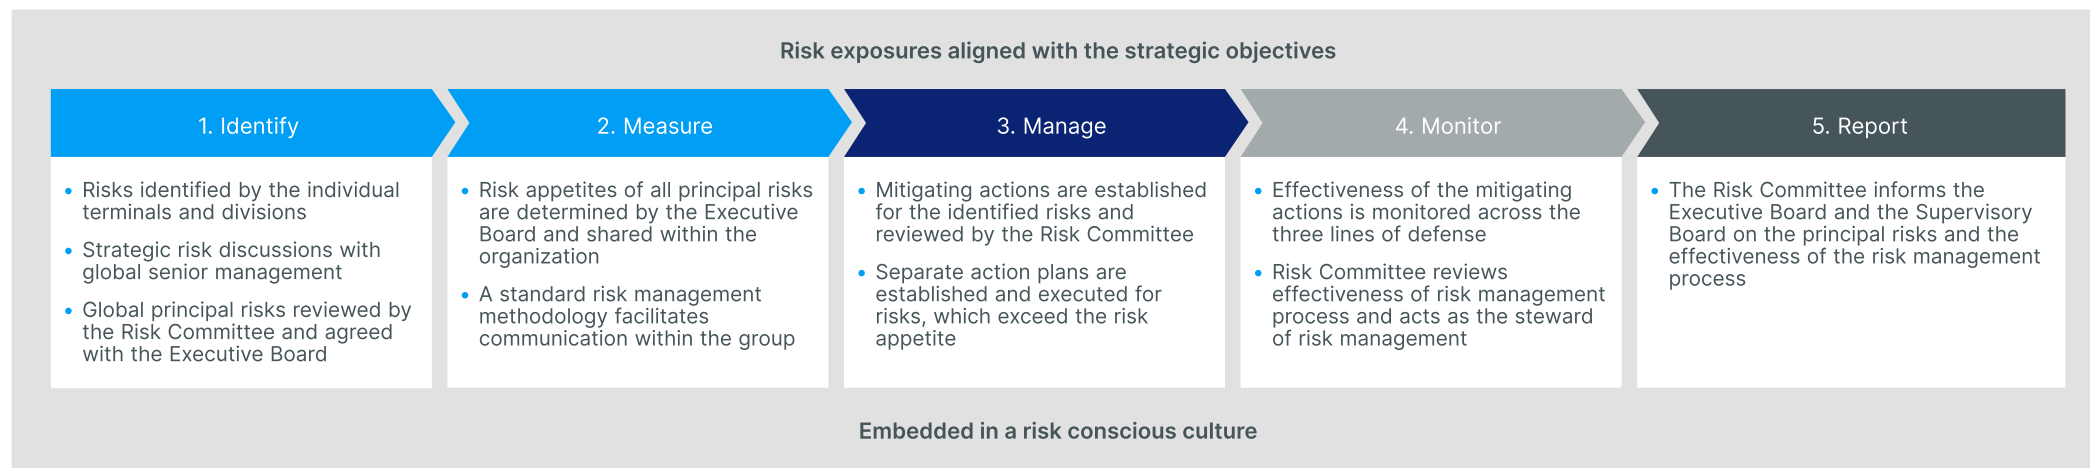 Risk exposures aligned with the strategic objectives
1. Identify
• Risks identified by the individual
terminals and divisions
• Strategic risk discussions with
global senior management
• Global principal risks reviewed by
the Risk Committee and agreed
with the Executive Board
2. Measure
• Risk appetites of all principal risks
are determined by the Executive
Board and shared within the
organization
• A standard risk management
methodology facilitates
communication within the group
3. Manage
• Mitigating actions are established
for the identified risks and
reviewed by the Risk Committee
• Separate action plans are
established and executed for
risks, which exceed the risk
appetite
4. Monitor
• Effectiveness of the mitigating
actions is monitored across the
three lines of defense
• Risk Committee reviews
effectiveness of risk management
process and acts as the steward
of risk management
5. Report
• The Risk Committee informs the
Executive Board and the Supervisory
Board on the principal risks and the
effectiveness of the risk management
process
Embedded in a risk conscious culture